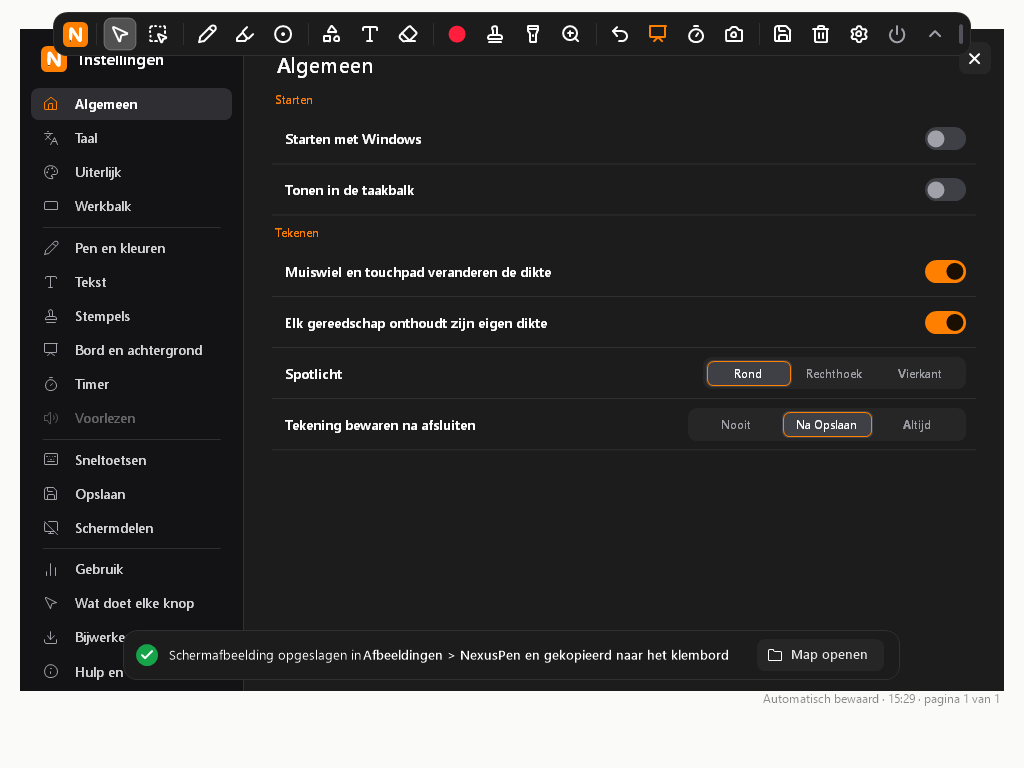 N
T
N
Instellingen
Algemeen
Taal
Uiterlijk
Werkbalk
Pen en kleuren
Tekst
Stempels
Bord en achtergrond
Timer
Voorlezen
Sneltoetsen
Opslaan
Schermdelen
Gebruik
Wat doet elke knop
Bijwerke
Hulp en
Algemeen
Starten
Starten met Windows
Tonen in de taakbalk
Tekenen
Muiswiel en touchpad veranderen de dikte
Elk gereedschap onthoudt zijn eigen dikte
Spotlicht
Rond Rechthoek Vierkant
Tekening bewaren na afsluiten
Nooit Na Opslaan Altijd
Schermafbeelding opgeslagen in Afbeeldingen > NexusPen en gekopieerd naar het klembord
Map openen
Automatisch bewaard · 15:29 · pagina 1 van 1